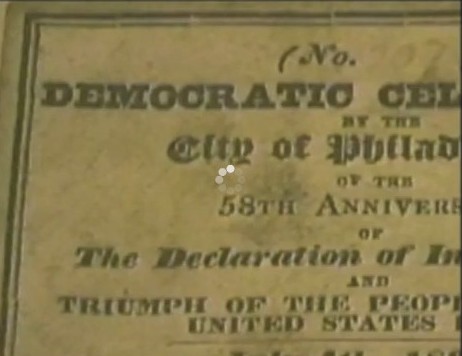 (No.
DEMOCRATIC CEL
BY THE
City of Philad
OF THE
58TH ANNIVERS
OF
The Declaration of In
AND
TRIUMPH OF THE PEOP
UNITED STATES